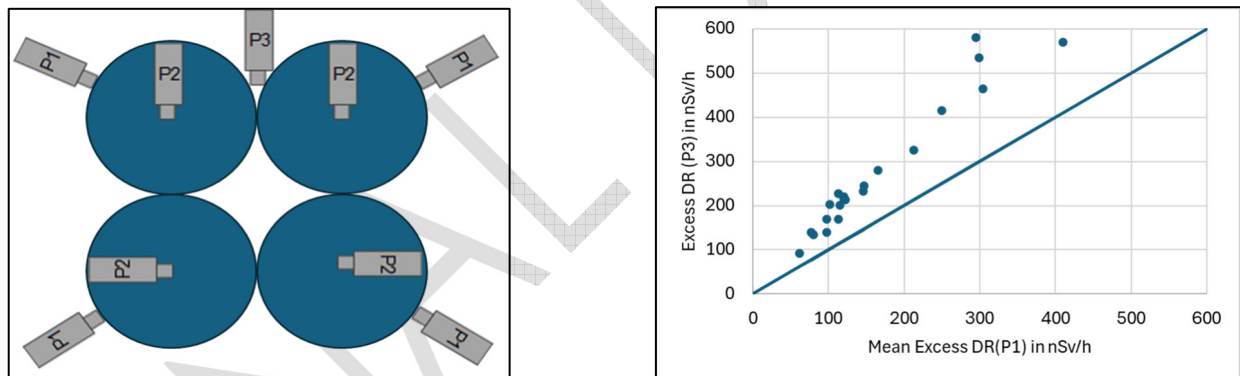 P1
P2
P3
P2
P1
P2
P2
P1
P1
Excess DR (P3) in nSv/h
600
500
400
300
200
100
0
0 100 200 300 400 500 600
Mean Excess DR(P1) in nSv/h